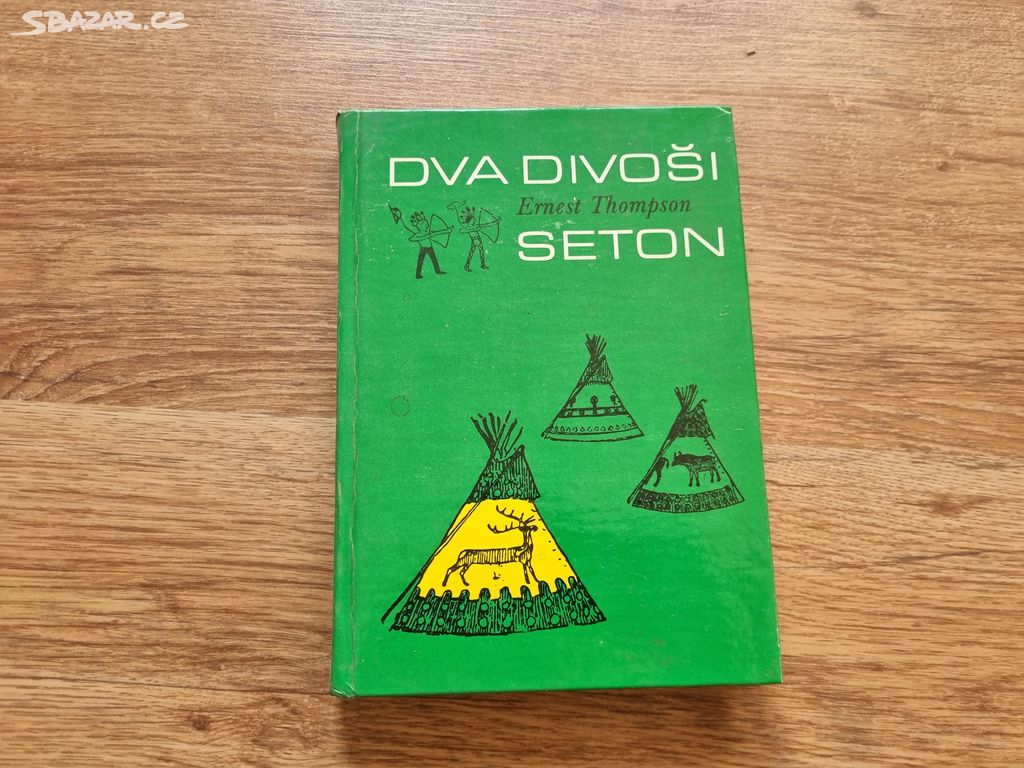 SBAZAR.CZ
DVA DIVOŠI
Ernest Thompson
SETON